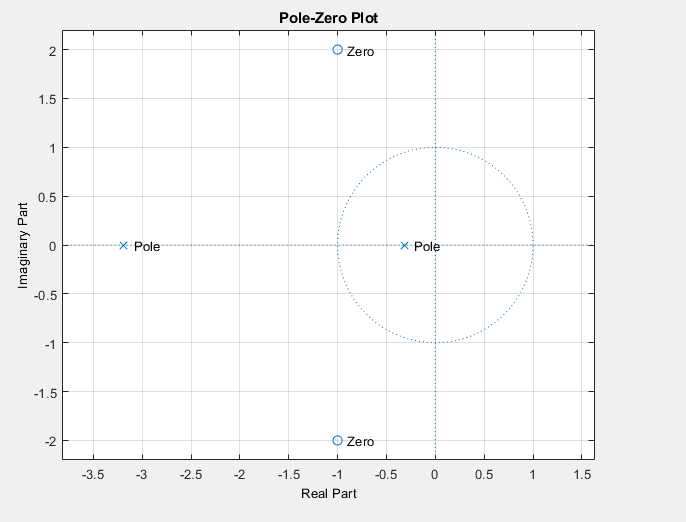 Pole-Zero Plot
2
Zero
1.5
1
0.5
0
Pole
Pole
-0.5
-1
-1.5
-2
Zero
Imaginary Part
-3.5 -3 -2.5 -2 -1.5 -1 -0.5 0 0.5 1 1.5
Real Part